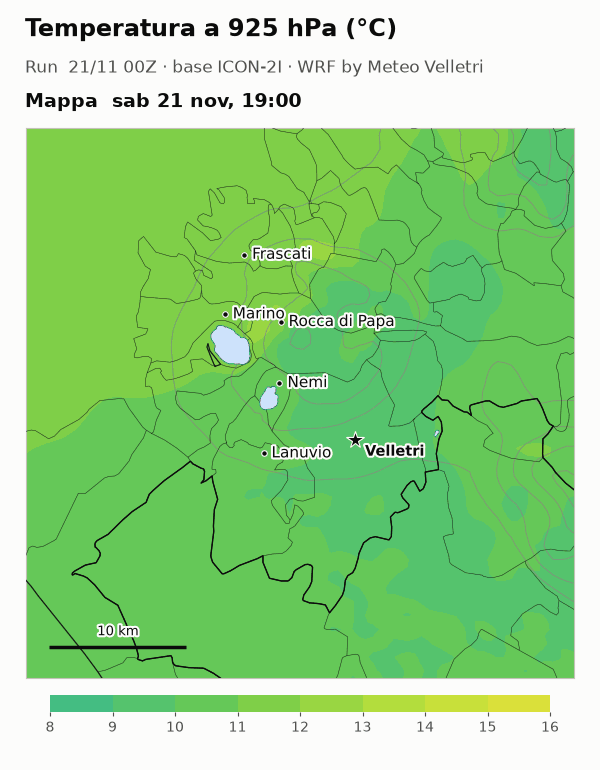 Temperatura a 925 hPa (°C)
Run  21/11 00Z · base ICON-2I · WRF by Meteo Velletri
Mappa  sab 21 nov, 19:00
Frascati
Marino
Rocca di Papa
Nemi
Velletri
Lanuvio
10 km
8 9 10 11 12 13 14 15 16